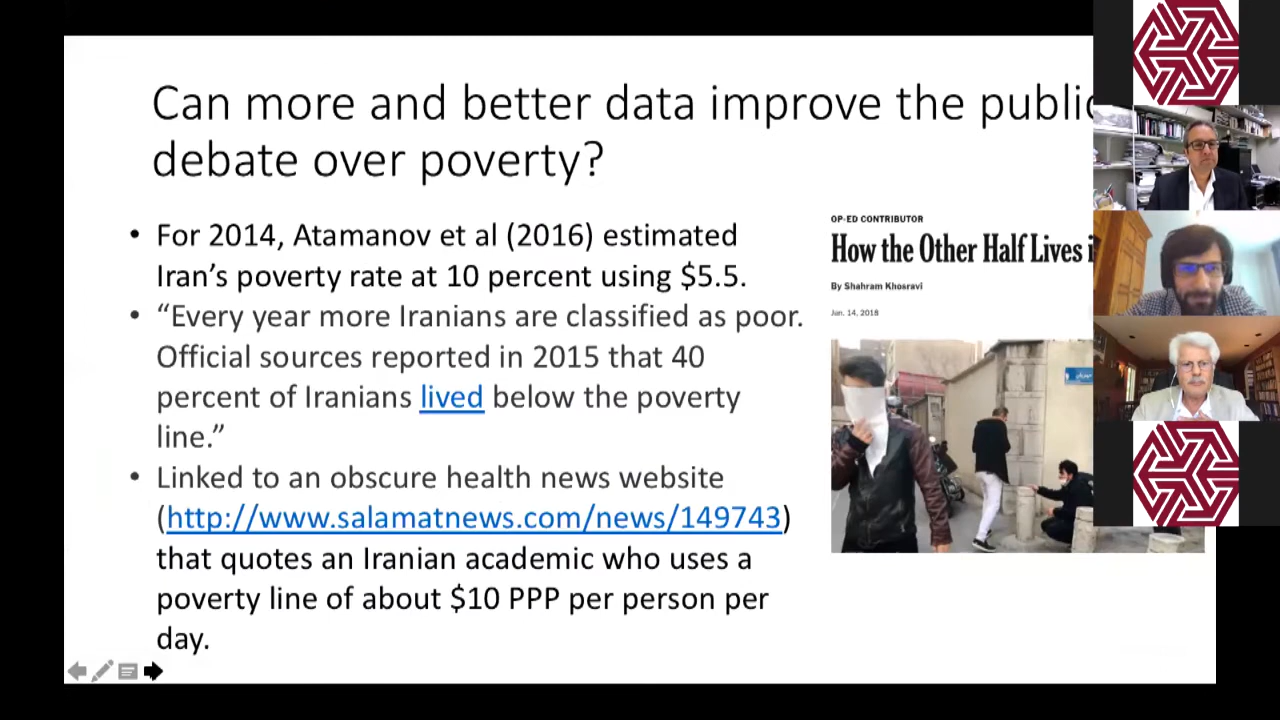 Can more and better data improve the public
debate over poverty?
• For 2014, Atamanov et al (2016) estimated
Iran’s poverty rate at 10 percent using $5.5.
• “Every year more Iranians are classified as poor.
Official sources reported in 2015 that 40
percent of Iranians lived below the poverty
line.”
• Linked to an obscure health news website
(http://www.salamatnews.com/news/149743)
that quotes an Iranian academic who uses a
poverty line of about $10 PPP per person per
day.
OP-ED CONTRIBUTOR
How the Other Half Lives i
By Shahram Khosravi
Jan. 14, 2018